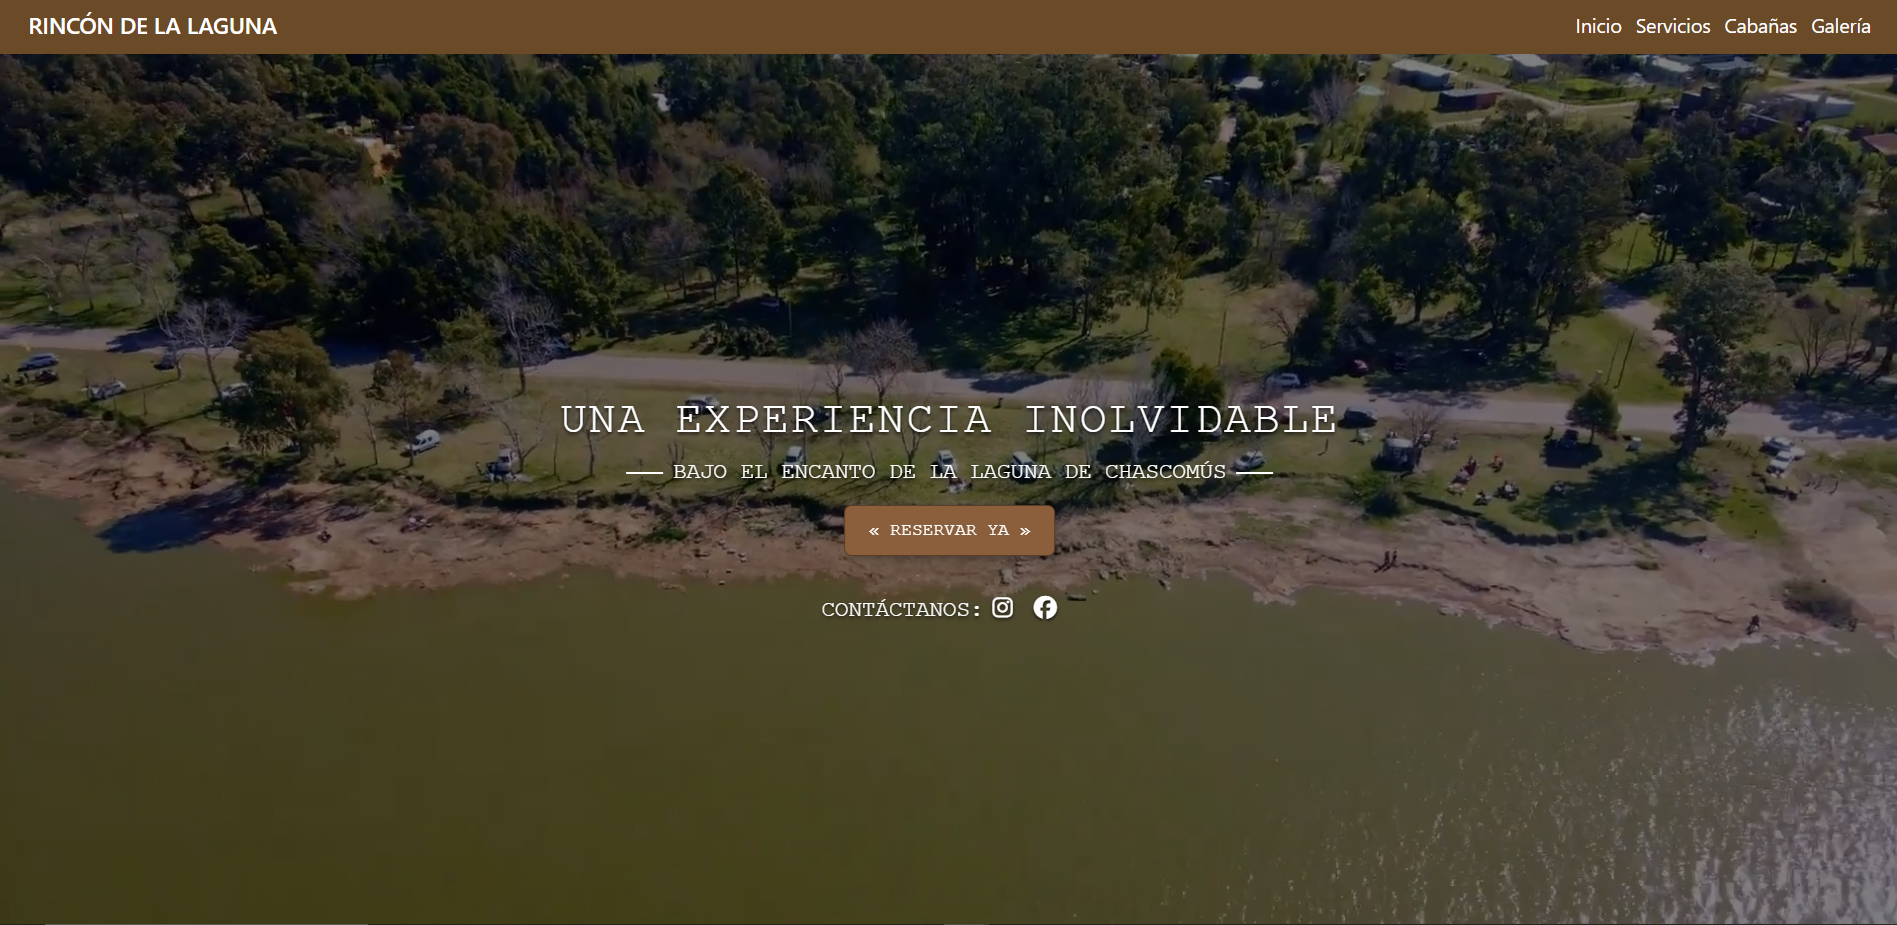 RINCÓN DE LA LAGUNA
Inicio Servicios Cabañas Galería
UNA EXPERIENCIA INOLVIDABLE
BAJO EL ENCANTO DE LA LAGUNA DE CHASCOMÚS
« RESERVAR YA »
CONTÁCTANOS: